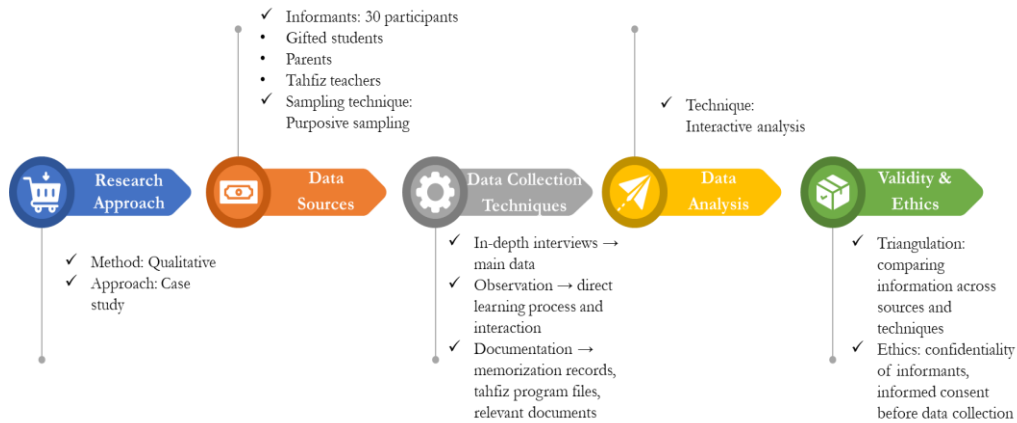 ✓ Informants: 30 participants
• Gifted students
• Parents
• Tahfiz teachers
✓ Sampling technique:
Purposive sampling
✓ Technique:
Interactive analysis
Research
Approach
Data
Sources
Data Collection
Techniques
Data
Analysis
Validity &
Ethics
✓ Method: Qualitative
✓ Approach: Case
study
✓ In-depth interviews →
main data
✓ Observation → direct
learning process and
interaction
✓ Documentation →
memorization records,
tahfiz program files,
relevant documents
✓ Triangulation:
comparing
information across
sources and
techniques
✓ Ethics: confidentiality
of informants,
informed consent
before data collection